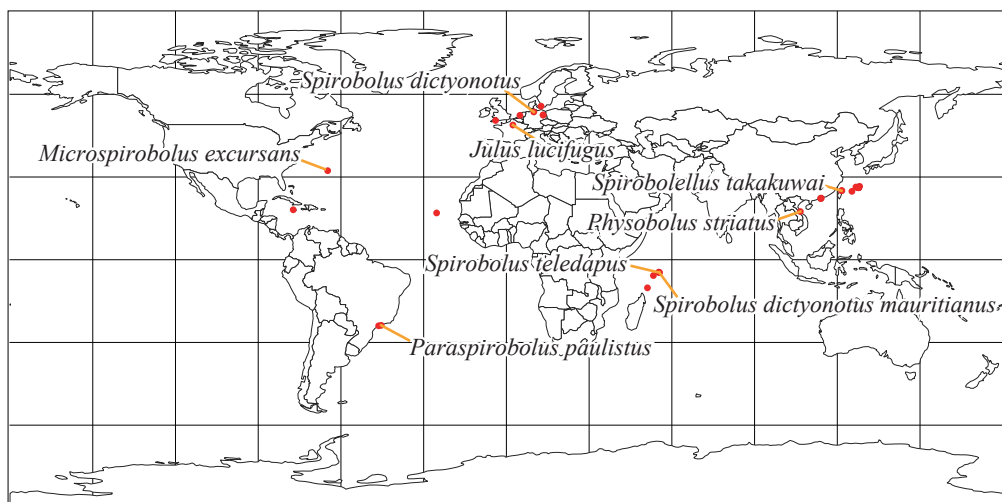 Spirobolus dictyonotus
Julus lucifugus
Microspirobolus excursans
Spirobolellus takakuwai
Physobolus striatus
Spirobolus teledapus
Spirobolus dictyonotus mauritianus
Paraspirobolus paulistus